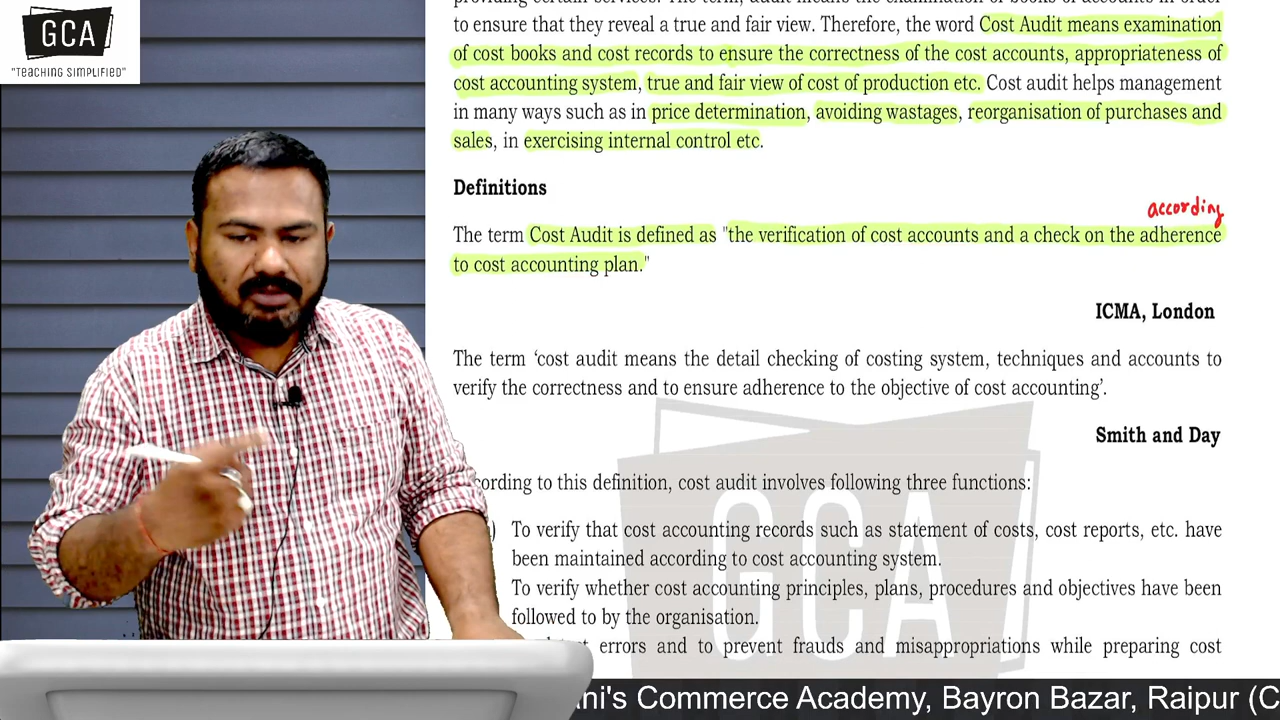 GCA
"TEACHING SIMPLIFIED"
to ensure that they reveal a true and fair view. Therefore, the word Cost Audit means examination
of cost books and cost records to ensure the correctness of the cost accounts, appropriateness of
cost accounting system, true and fair view of cost of production etc. Cost audit helps management
in many ways such as in price determination, avoiding wastages, reorganisation of purchases and
sales, in exercising internal control etc.
Definitions
according
The term Cost Audit is defined as "the verification of cost accounts and a check on the adherence
to cost accounting plan."
ICMA, London
The term ‘cost audit means the detail checking of costing system, techniques and accounts to
verify the correctness and to ensure adherence to the objective of cost accounting’.
Smith and Day
to this definition, cost audit involves following three functions:
To verify that cost accounting records such as statement of costs, cost reports, etc. have
been maintained according to cost accounting system.
To verify whether cost accounting principles, plans, procedures and objectives have been
followed to by the organisation.
errors and to prevent frauds and misappropriations while preparing cost
GCA
Commerce Academy, Bayron Bazar, Raipur